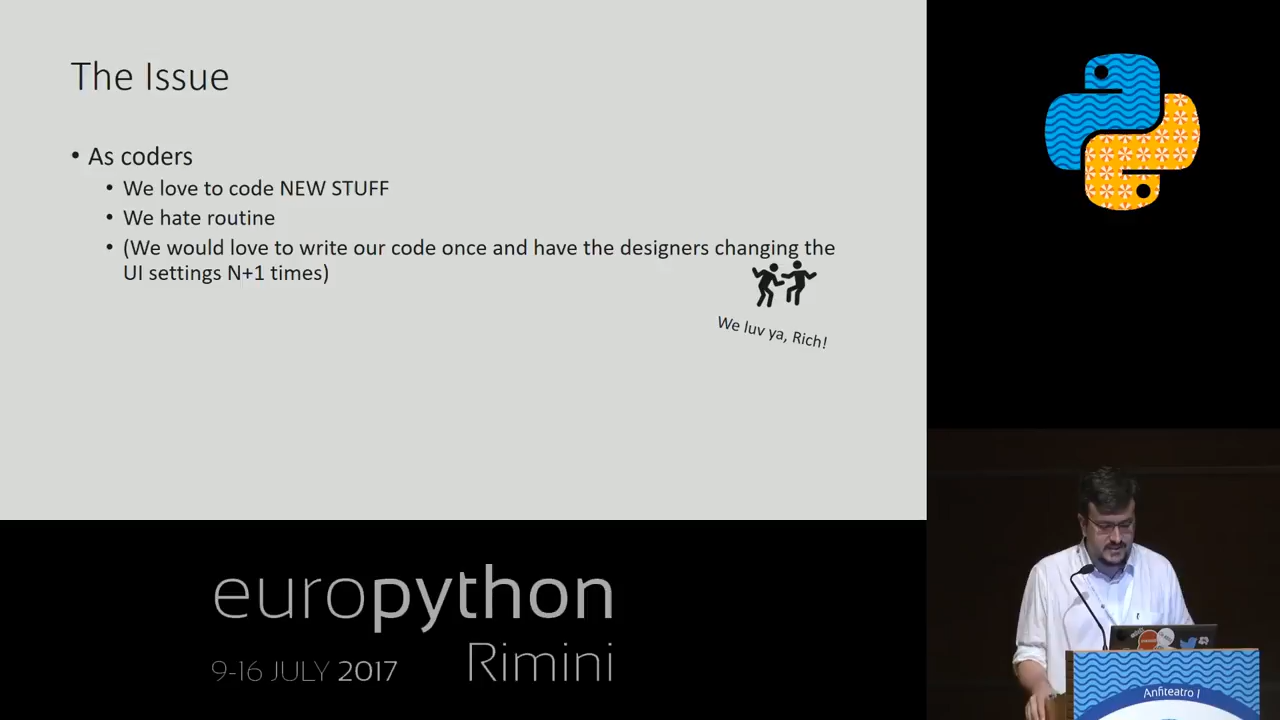 The Issue
• As coders
• We love to code NEW STUFF
• We hate routine
• (We would love to write our code once and have the designers changing the
UI settings N+1 times)
We luv ya, Rich!
europython
9-16 JULY 2017 Rimini
Anfiteatro I